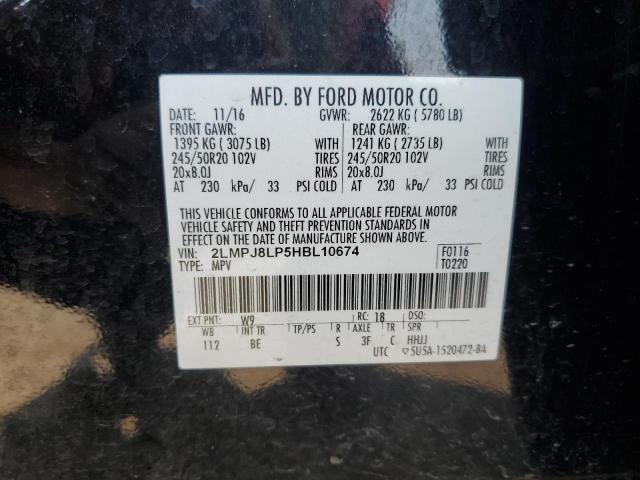 MFD. BY FORD MOTOR CO.
DATE: 11/16 GVWR: 2622 KG ( 5780 LB)
FRONT GAWR: REAR GAWR:
1395 KG ( 3075 LB) WITH 1241 KG ( 2735 LB) WITH
245/50R20 102V TIRES 245/50R20 102V TIRES
20x8.0J RIMS 20x8.0J RIMS
AT 230 kPa/ 33 PSI COLD AT 230 kPa/ 33 PSI COLD
THIS VEHICLE CONFORMS TO ALL APPLICABLE FEDERAL MOTOR
VEHICLE SAFETY AND THEFT PREVENTION STANDARDS IN
EFFECT ON THE DATE OF MANUFACTURE SHOWN ABOVE.
VIN: 2LMPJ8LP5HBL10674 F0116
TYPE: MPV T0220
EXT PNT: W9 RC: 18 DSO:
WB INT TR TP/PS R AXLE TR SPR
112 BE S 3F C HHJJ
UTC ▽5U5A-1520472-BA